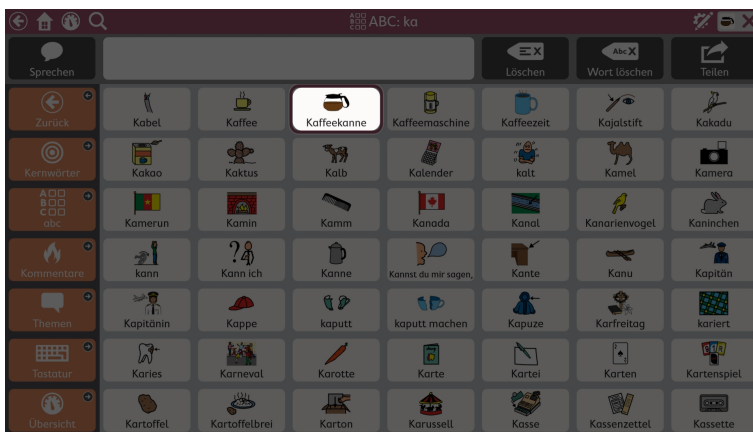 ABC: ka
Sprechen
Löschen
Abc X
Wort löschen
Teilen
Zurück
Kabel
Kaffee
Kaffeekanne
Kaffeemaschine
Kaffeezeit
Kajalstift
Kakadu
Kernwörter
Kakao
Kaktus
Kalb
Kalender
kalt
Kamel
Kamera
A
B
C
abc
Kamerun
Kamin
Kamm
Kanada
Kanal
Kanarienvogel
Kaninchen
Kommentare
kann
Kann ich
Kanne
Kannst du mir sagen,
Kante
Kanu
Kapitän
Themen
Kapitänin
Kappe
kaputt
kaputt machen
Kapuze
Karfreitag
kariert
Tastatur
Karies
Karneval
Karotte
Karte
Kartei
Karten
Kartenspiel
Übersicht
Kartoffel
Kartoffelbrei
Karton
Karussell
Kasse
Kassenzettel
Kassette